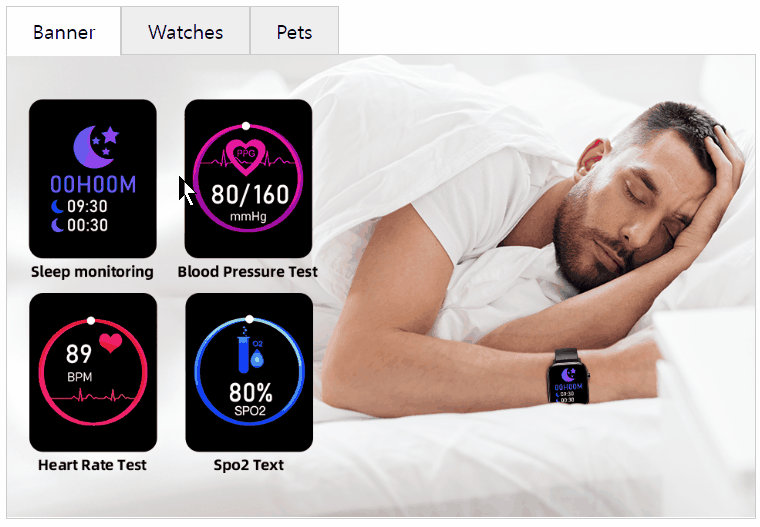 Banner
Watches
Pets
00H00M
09:30
00:30
Sleep monitoring
PPG
80/160
mmHg
Blood Pressure Test
89
BPM
Heart Rate Test
O2
80%
SPO2
Spo2 Text
00H00M
09:30
00:30